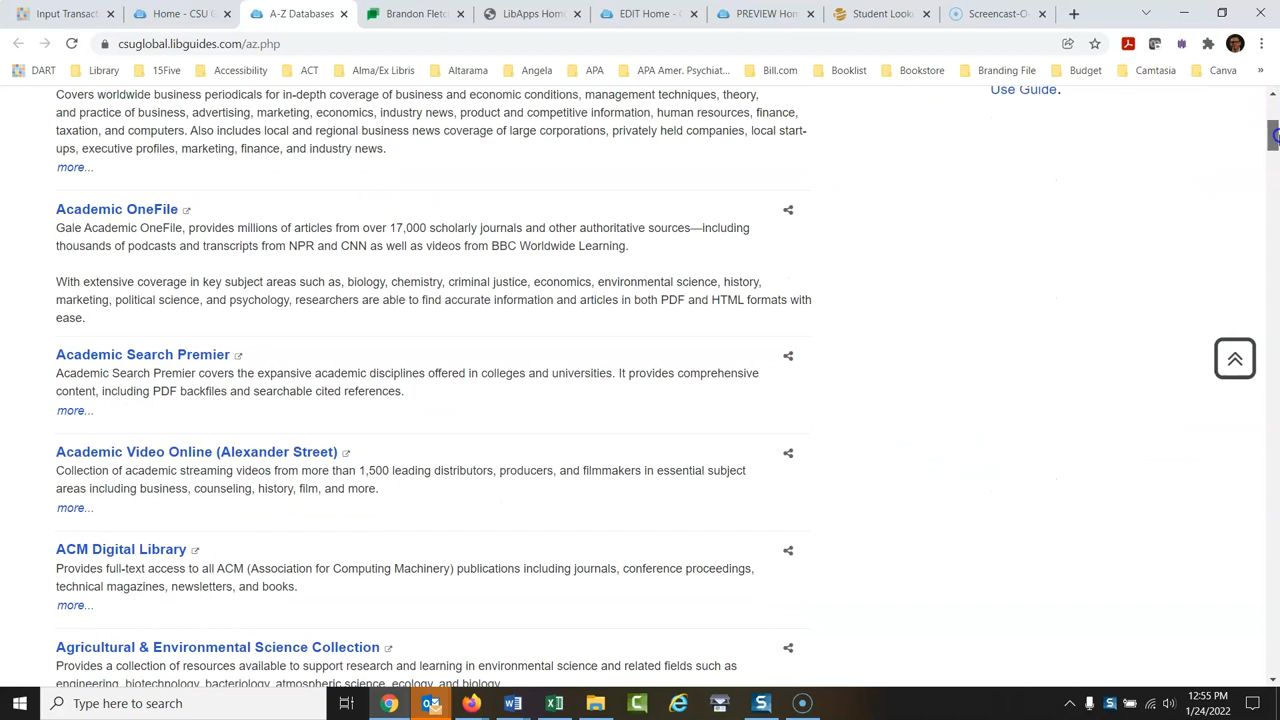 Input Transact
Home - CSU G
A-Z Databases
Brandon Fletc
LibApps Home
EDIT Home - G
PREVIEW Hom
Student Look
Screencast-O-
csuglobal.libguides.com/az.php
DART
Library
15Five
Accessibility
ACT
Alma/Ex Libris
Altarama
Angela
APA
APA Amer. Psychiat...
Bill.com
Booklist
Bookstore
Branding File
Budget
Camtasia
Canva
»
Use Guide.
Covers worldwide business periodicals for in-depth coverage of business and economic conditions, management techniques, theory,
and practice of business, advertising, marketing, economics, industry news, product and competitive information, human resources, finance,
taxation, and computers. Also includes local and regional business news coverage of large corporations, privately held companies, local start-
ups, executive profiles, marketing, finance, and industry news.
more...
Academic OneFile
Gale Academic OneFile, provides millions of articles from over 17,000 scholarly journals and other authoritative sources—including
thousands of podcasts and transcripts from NPR and CNN as well as videos from BBC Worldwide Learning.
With extensive coverage in key subject areas such as, biology, chemistry, criminal justice, economics, environmental science, history,
marketing, political science, and psychology, researchers are able to find accurate information and articles in both PDF and HTML formats with
ease.
Academic Search Premier
Academic Search Premier covers the expansive academic disciplines offered in colleges and universities. It provides comprehensive
content, including PDF backfiles and searchable cited references.
more...
Academic Video Online (Alexander Street)
Collection of academic streaming videos from more than 1,500 leading distributors, producers, and filmmakers in essential subject
areas including business, counseling, history, film, and more.
more...
ACM Digital Library
Provides full-text access to all ACM (Association for Computing Machinery) publications including journals, conference proceedings,
technical magazines, newsletters, and books.
more...
Agricultural & Environmental Science Collection
Provides a collection of resources available to support research and learning in environmental science and related fields such as
engineering, biotechnology, bacteriology, atmospheric science, ecology, and biology.
Type here to search
12:55 PM
1/24/2022